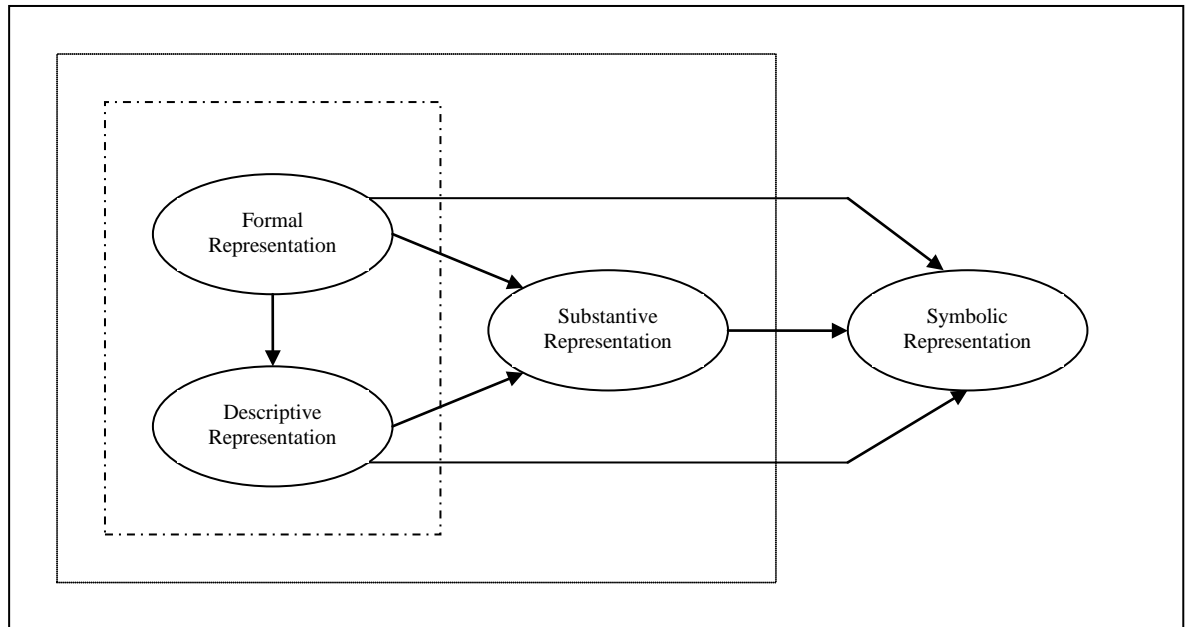 Formal
Representation
Substantive
Representation
Symbolic
Representation
Descriptive
Representation